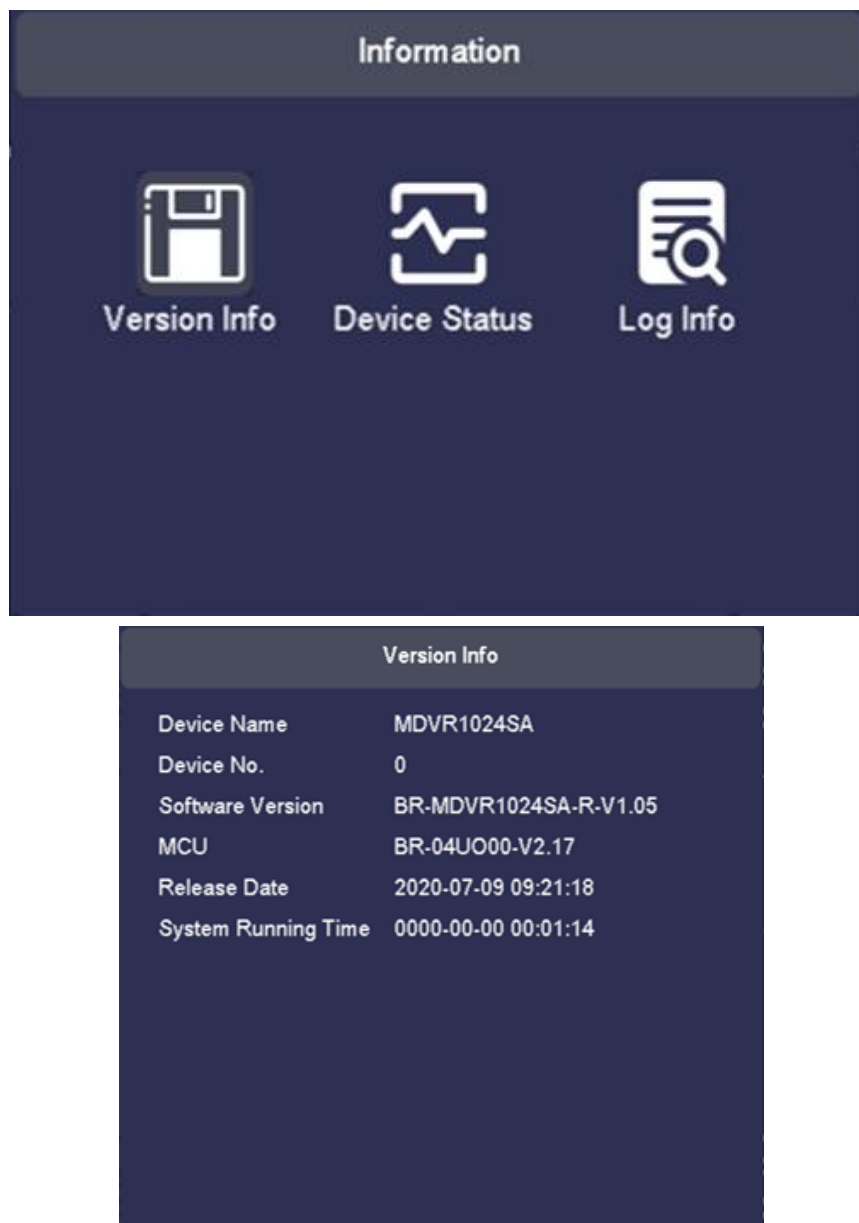 Information
Version Info Device Status Log Info
Version Info
Device Name MDVR1024SA
Device No. 0
Software Version BR-MDVR1024SA-R-V1.05
MCU BR-04UO00-V2.17
Release Date 2020-07-09 09:21:18
System Running Time 0000-00-00 00:01:14